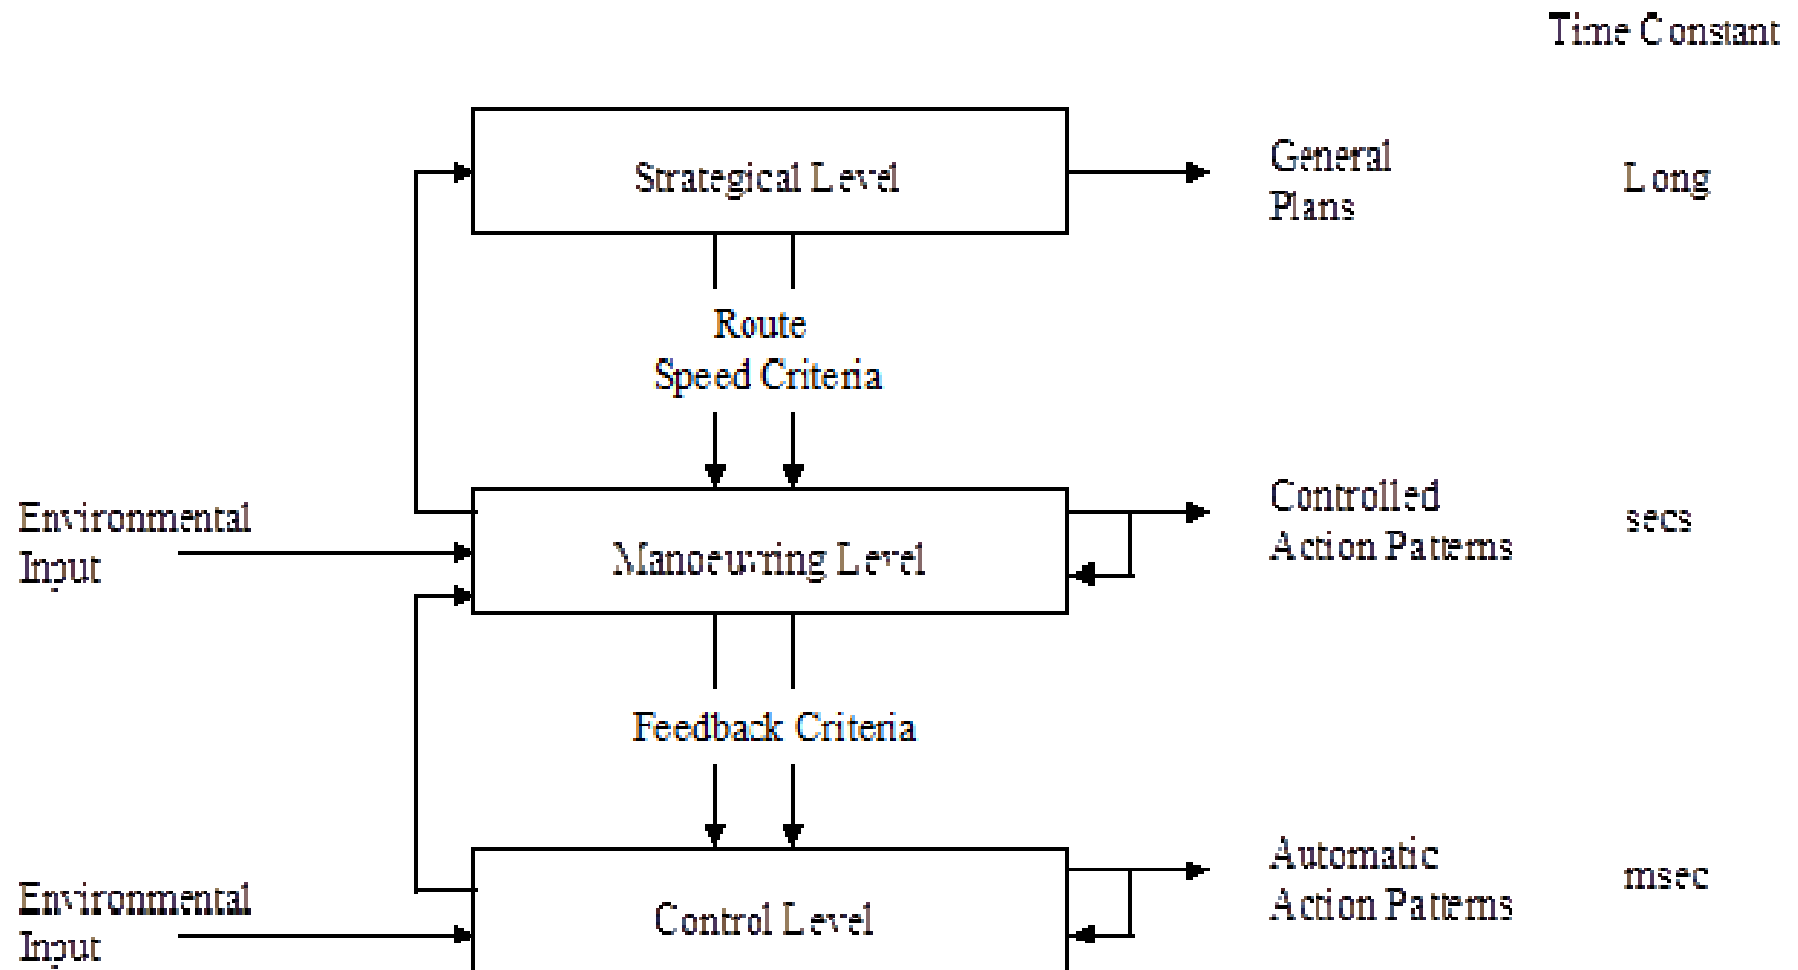 Time Constant
Strategical Level
General
Plans
Long
Route
Speed Criteria
Environmental
Input
Manoeuvring Level
Controlled
Action Patterns
secs
Feedback Criteria
Environmental
Input
Control Level
Automatic
Action Patterns
msec